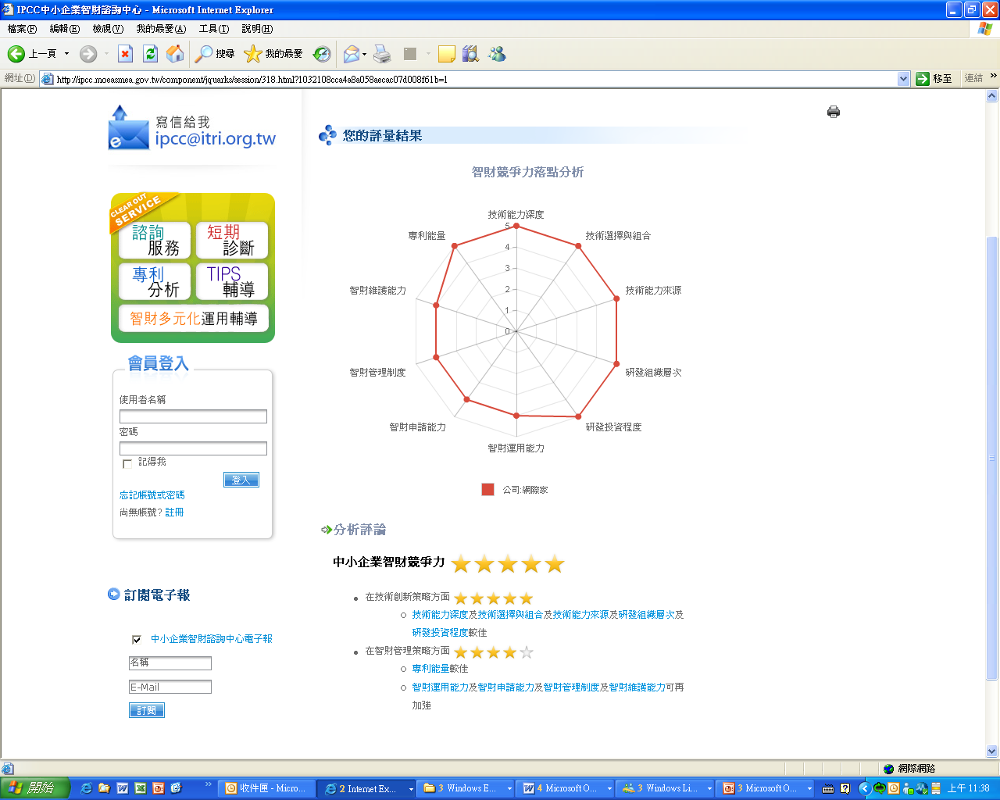 IPCC中小企業智財諮詢中心 - Microsoft Internet Explorer
檔案(F) 編輯(E) 檢視(V) 我的最愛(A) 工具(T) 說明(H)
上一頁 搜尋 我的最愛
網址(D) http://ipcc.moeasmea.gov.tw/component/jquarks/session/318.html?1032108cca4a8a058aecac07d008f61b=1 移至 連結 »
寫信給我
ipcc@itri.org.tw
CLEAR OUT
SERVICE
諮詢
服務
短期
診斷
專利
分析
TIPS
輔導
智財多元化運用輔導
會員登入
使用者名稱
密碼
記得我
登入
忘記帳號或密碼
尚無帳號? 註冊
訂閱電子報
中小企業智財諮詢中心電子報
名稱
E-Mail
訂閱
您的評量結果
智財競爭力落點分析
技術能力深度
專利能量
技術選擇與組合
智財維護能力
技術能力來源
智財管理制度
研發組織層次
智財申請能力
研發投資程度
智財運用能力
5
4
3
2
1
0
公司:網際家
分析評論
中小企業智財競爭力
在技術創新策略方面
技術能力深度及技術選擇與組合及技術能力來源及研發組織層次及
研發投資程度較佳
在智財管理策略方面
專利能量較佳
智財運用能力及智財申請能力及智財管理制度及智財維護能力可再
加強
網際網路
開始 » 收件匣 - Micro... 2 Internet Ex... 3 Windows E... 4 Microsoft O... 3 Windows Li... 3 Microsoft O... 上午 11:38